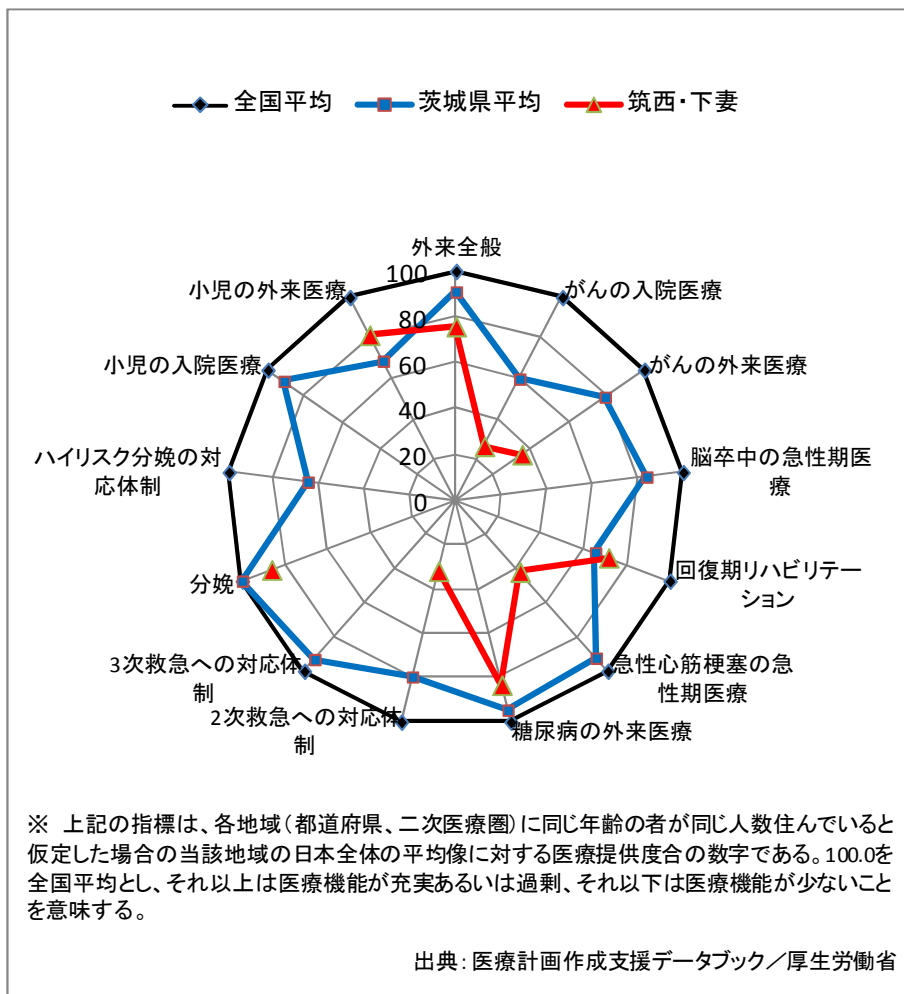 全国平均 茨城県平均 筑西・下妻
外来全般
がんの入院医療
がんの外来医療
脳卒中の急性期医
療
回復期リハビリテー
ション
急性心筋梗塞の急
性期医療
糖尿病の外来医療
2次救急への対応体
制
3次救急への対応体
制
分娩
ハイリスク分娩の対
応体制
小児の入院医療
小児の外来医療
100
80
60
40
20
0
※ 上記の指標は、各地域(都道府県、二次医療圏)に同じ年齢の者が同じ人数住んでいると
仮定した場合の当該地域の日本全体の平均像に対する医療提供度合の数字である。100.0を
全国平均とし、それ以上は医療機能が充実あるいは過剰、それ以下は医療機能が少ないこと
を意味する。
出典:医療計画作成支援データブック/厚生労働省